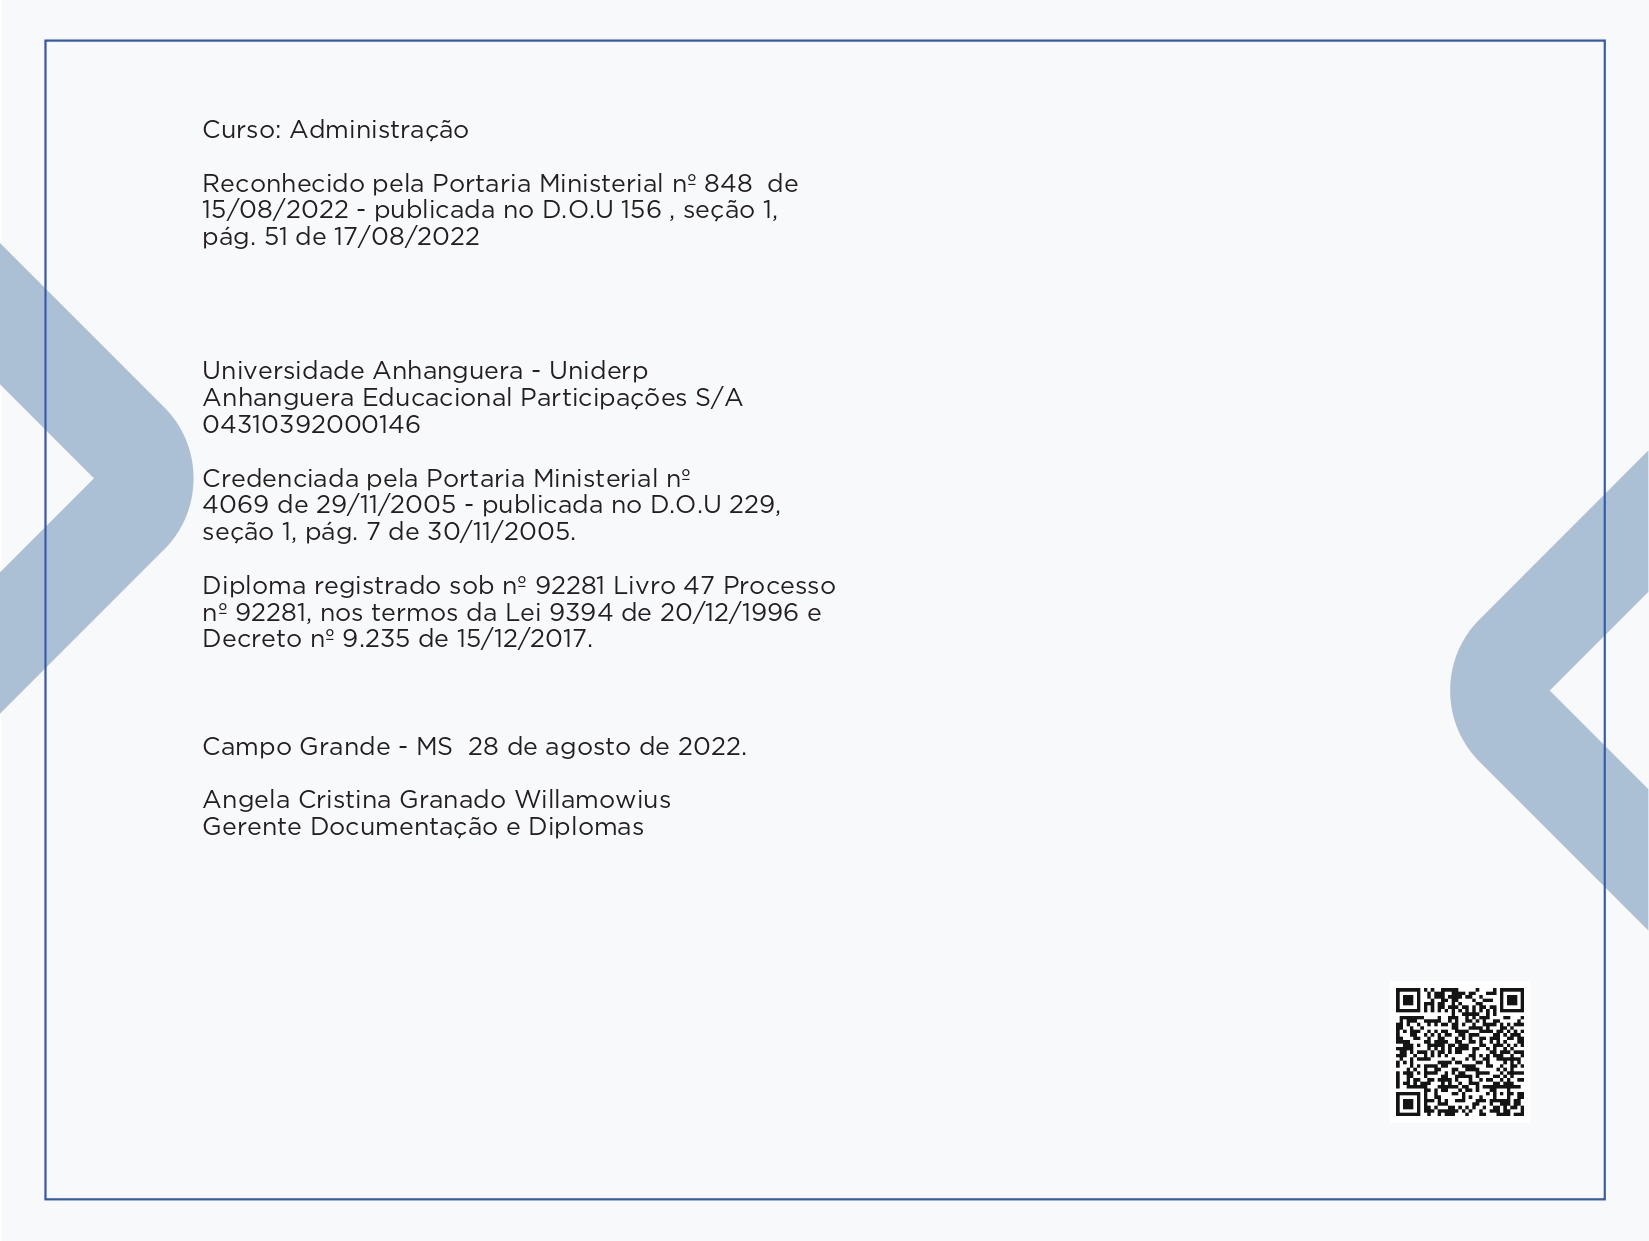 Curso: Administração
Reconhecido pela Portaria Ministerial nº 848  de
15/08/2022 - publicada no D.O.U 156 , seção 1,
pág. 51 de 17/08/2022
Universidade Anhanguera - Uniderp
Anhanguera Educacional Participações S/A
04310392000146
Credenciada pela Portaria Ministerial nº
4069 de 29/11/2005 - publicada no D.O.U 229,
seção 1, pág. 7 de 30/11/2005.
Diploma registrado sob nº 92281 Livro 47 Processo
nº 92281, nos termos da Lei 9394 de 20/12/1996 e
Decreto nº 9.235 de 15/12/2017.
Campo Grande - MS  28 de agosto de 2022.
Angela Cristina Granado Willamowius
Gerente Documentação e Diplomas